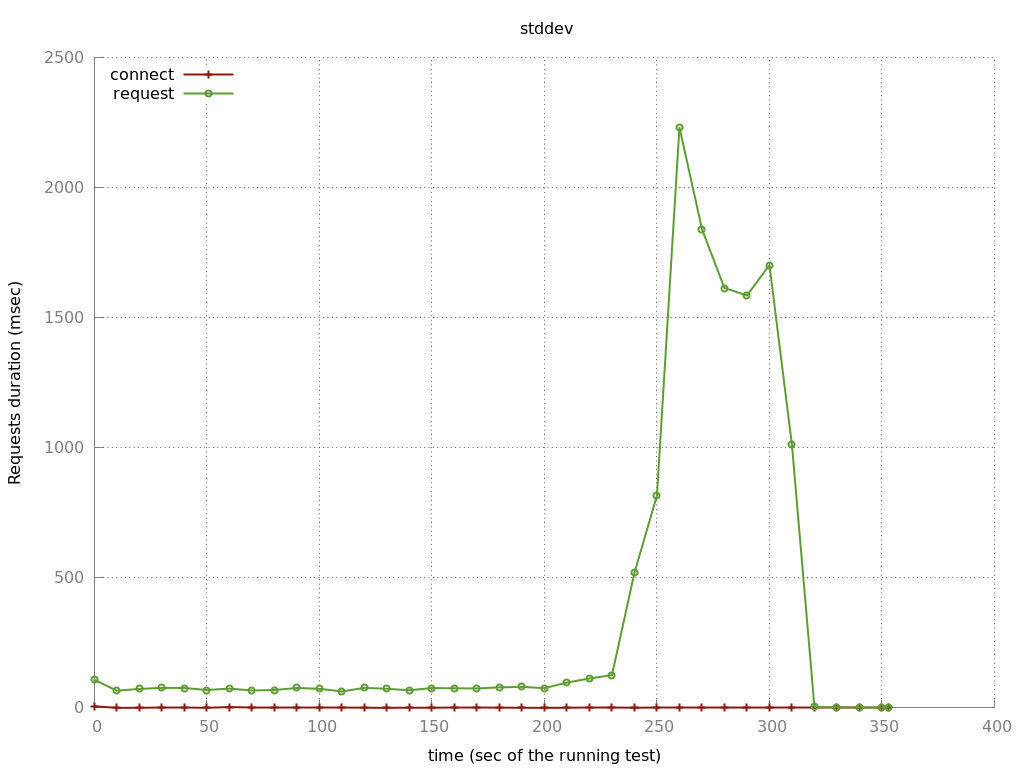 stddev
2500
2000
1500
1000
500
0
connect
request
Requests duration (msec)
0 50 100 150 200 250 300 350 400
time (sec of the running test)